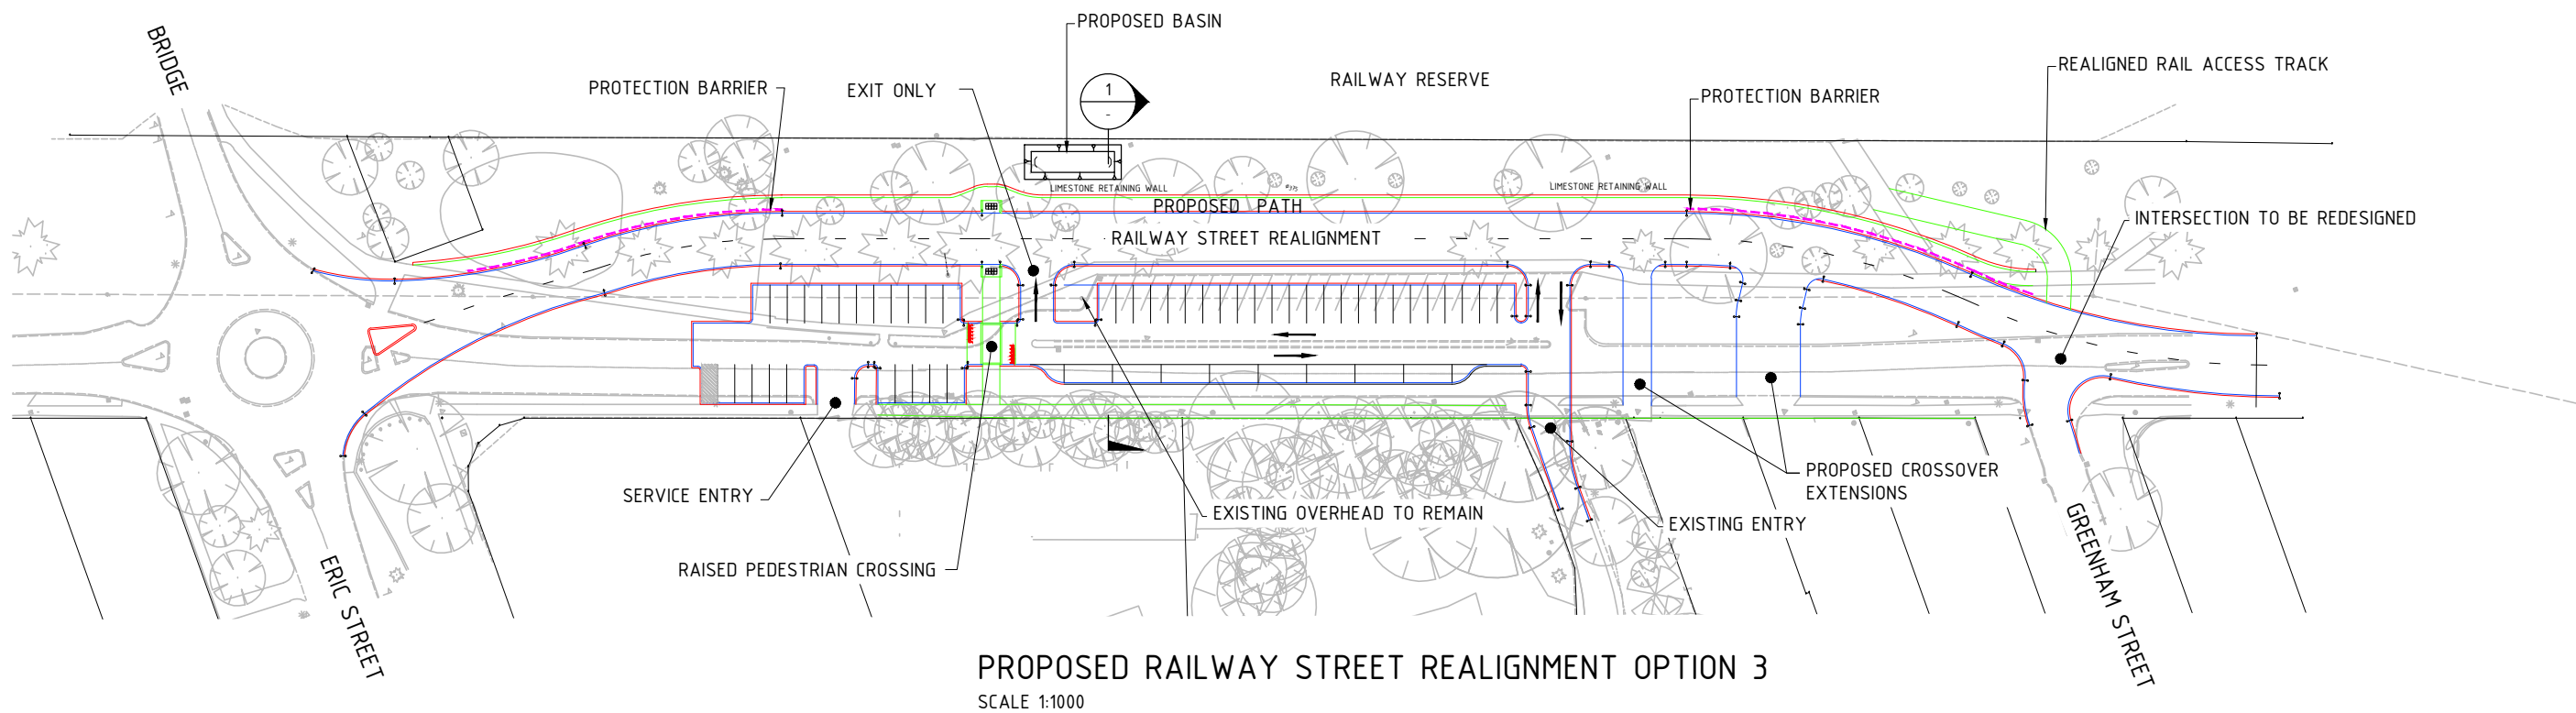 PROPOSED BASIN
BRIDGE
REALIGNED RAIL ACCESS TRACK
RAILWAY RESERVE
PROTECTION BARRIER
EXIT ONLY
1
-
PROTECTION BARRIER
LIMESTONE RETAINING WALL
LIMESTONE RETAINING WALL
PROPOSED PATH
INTERSECTION TO BE REDESIGNED
RAILWAY STREET REALIGNMENT
PROPOSED CROSSOVER
EXTENSIONS
SERVICE ENTRY
EXISTING OVERHEAD TO REMAIN
EXISTING ENTRY
RAISED PEDESTRIAN CROSSING
ERIC STREET
GREENHAM STREET
PROPOSED RAILWAY STREET REALIGNMENT OPTION 3
SCALE 1:1000